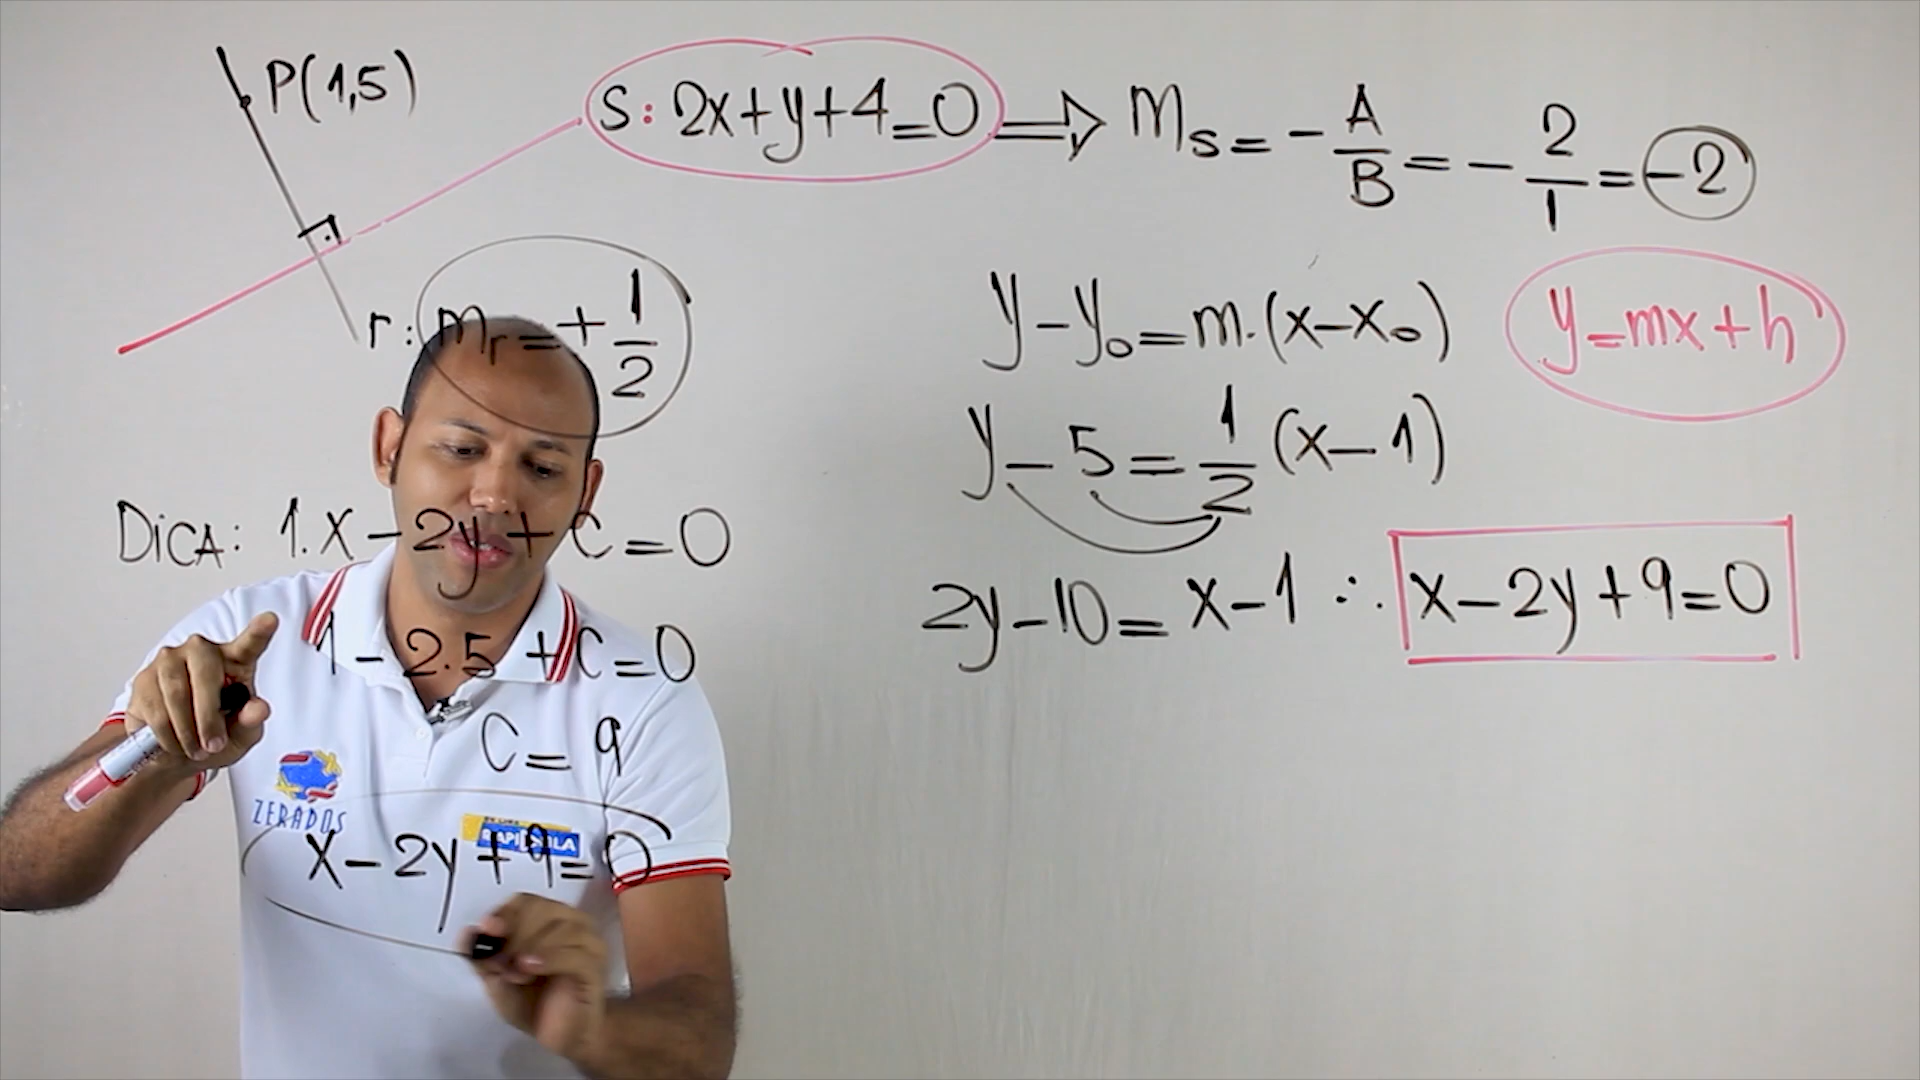 P(1,5)
S: 2x+y+4=0 ⇒ mS = -A/B = -2/1 = -2
r: mr = +1/2
y-y₀=m.(x-x₀)
y=mx+h
y-5=1/2(x-1)
2y-10=x-1 ∴ x-2y+9=0
DiCA: 1.x-2y+C=0
1-2.5+C=0
C=9
x-2y+9=0
ZERADOS